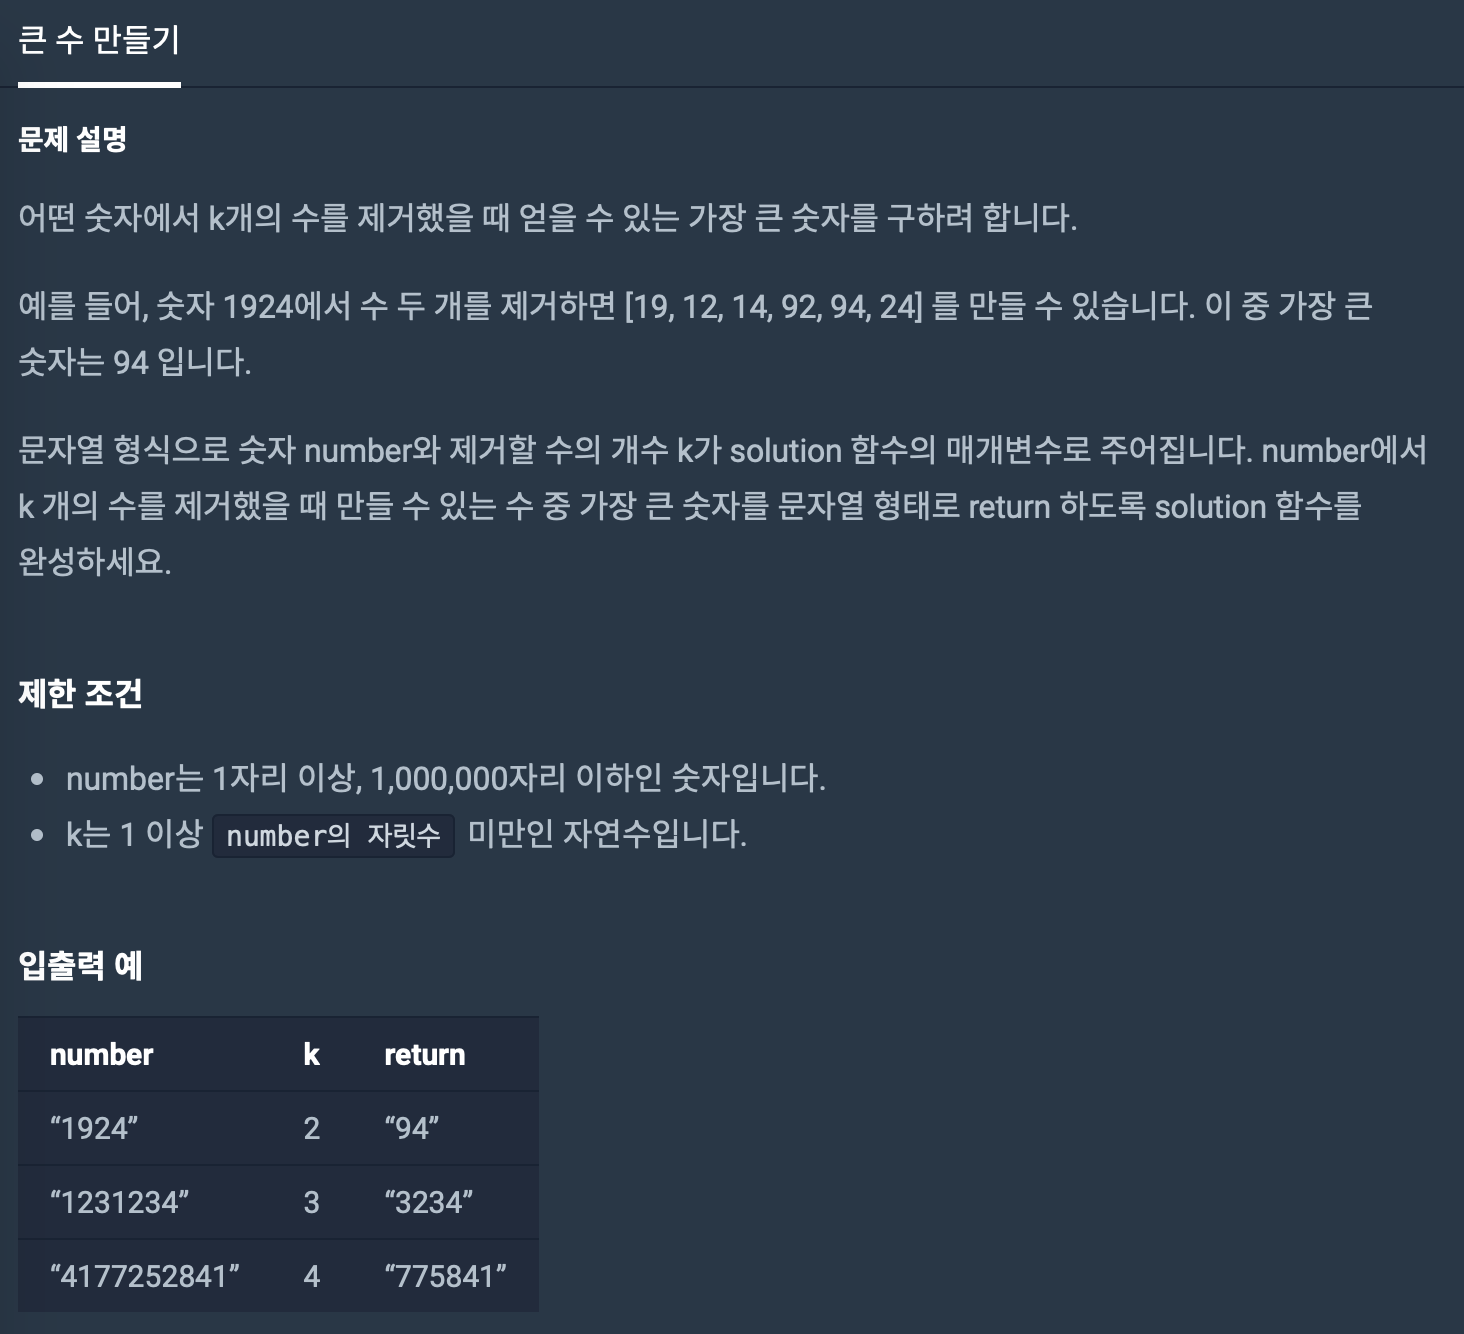 큰 수 만들기
문제 설명
어떤 숫자에서 k개의 수를 제거했을 때 얻을 수 있는 가장 큰 숫자를 구하려 합니다.
예를 들어, 숫자 1924에서 수 두 개를 제거하면 [19, 12, 14, 92, 94, 24] 를 만들 수 있습니다. 이 중 가장 큰
숫자는 94 입니다.
문자열 형식으로 숫자 number와 제거할 수의 개수 k가 solution 함수의 매개변수로 주어집니다. number에서
k 개의 수를 제거했을 때 만들 수 있는 수 중 가장 큰 숫자를 문자열 형태로 return 하도록 solution 함수를
완성하세요.
제한 조건
• number는 1자리 이상, 1,000,000자리 이하인 숫자입니다.
• k는 1 이상 number의 자릿수 미만인 자연수입니다.
입출력 예
number k return
“1924” 2 “94”
“1231234” 3 “3234”
“4177252841” 4 “775841”